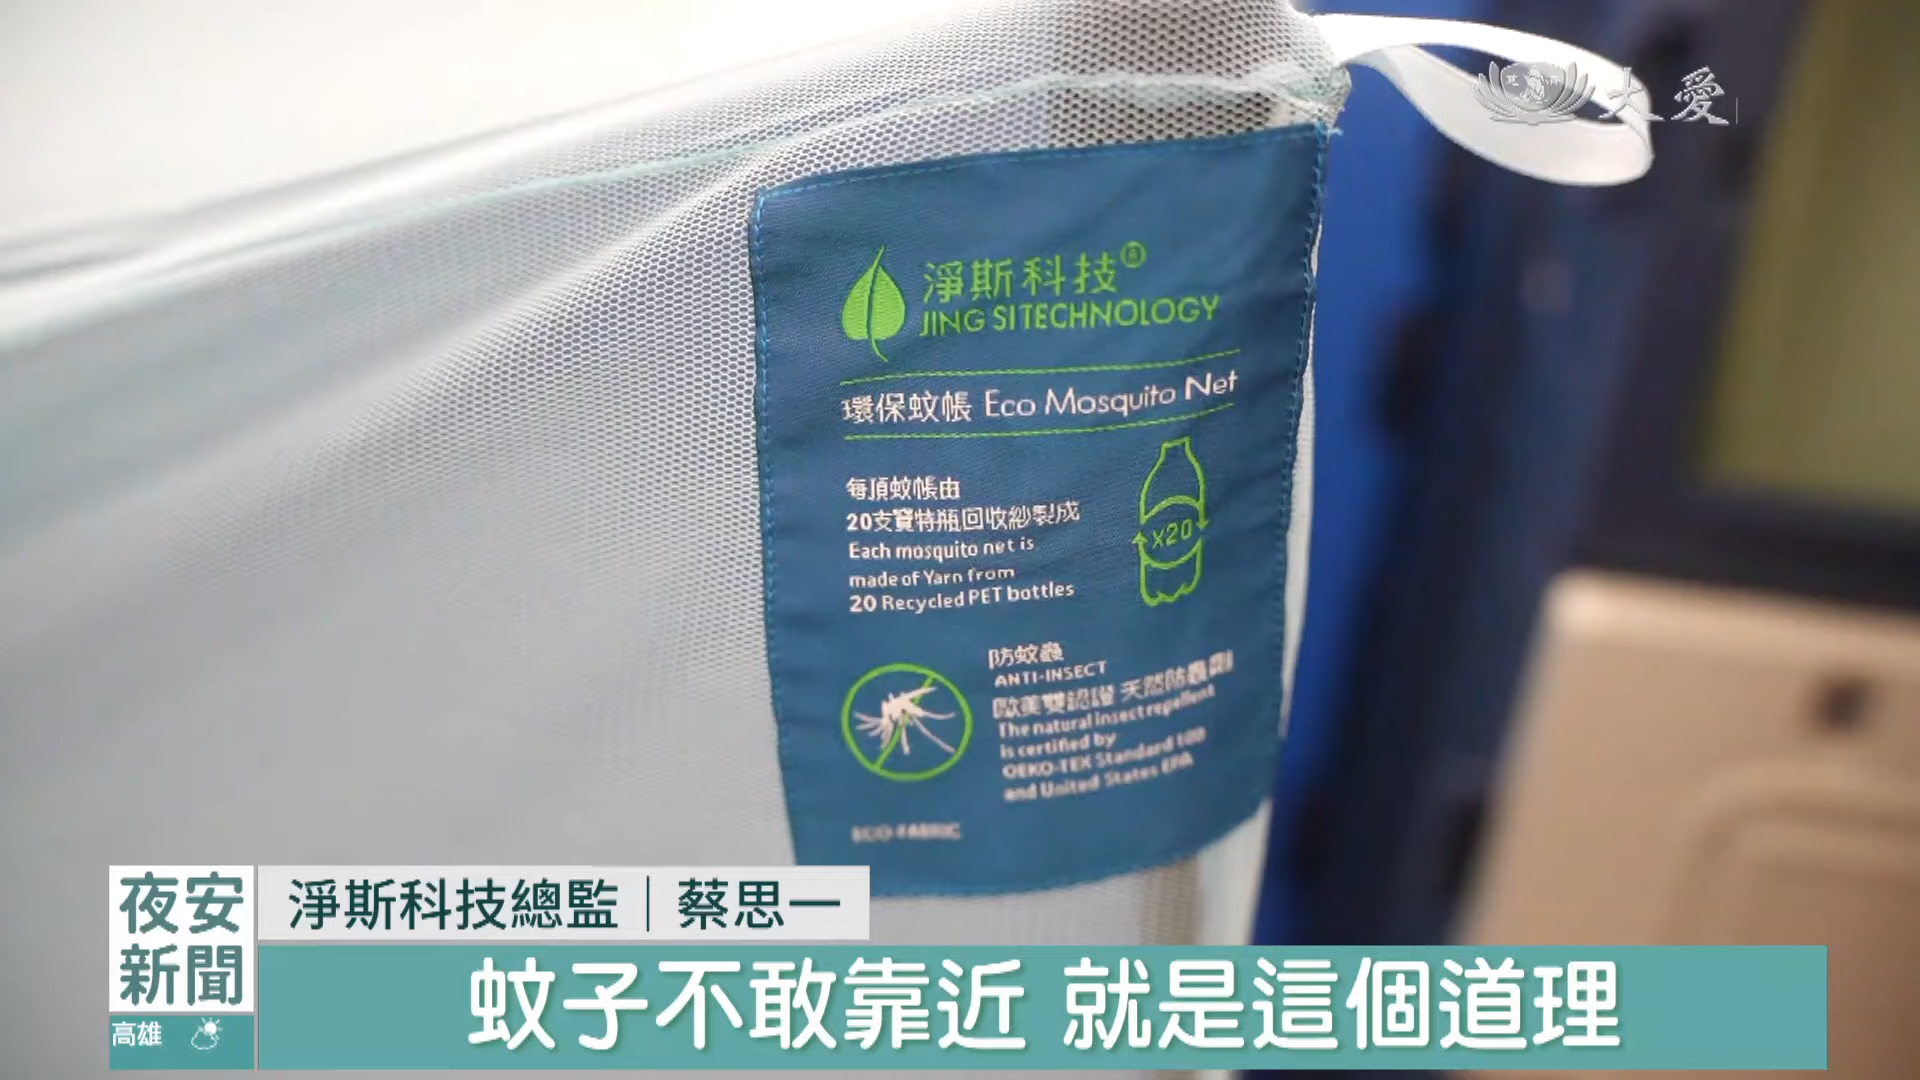 大愛
淨斯科技®
JING SI TECHNOLOGY
環保蚊帳 Eco Mosquito Net
每頂蚊帳由
20支寶特瓶回收紗製成
Each mosquito net is
made of Yarn from
20 Recycled PET bottles
X20
防蚊蟲
ANTI-INSECT
歐美雙認證 天然防蟲劑
The natural insect repellent
is certified by
OEKO-TEX Standard 100
and United States EPA
ECO-FABRIC
夜安
新聞
淨斯科技總監｜蔡思一
蚊子不敢靠近 就是這個道理
高雄